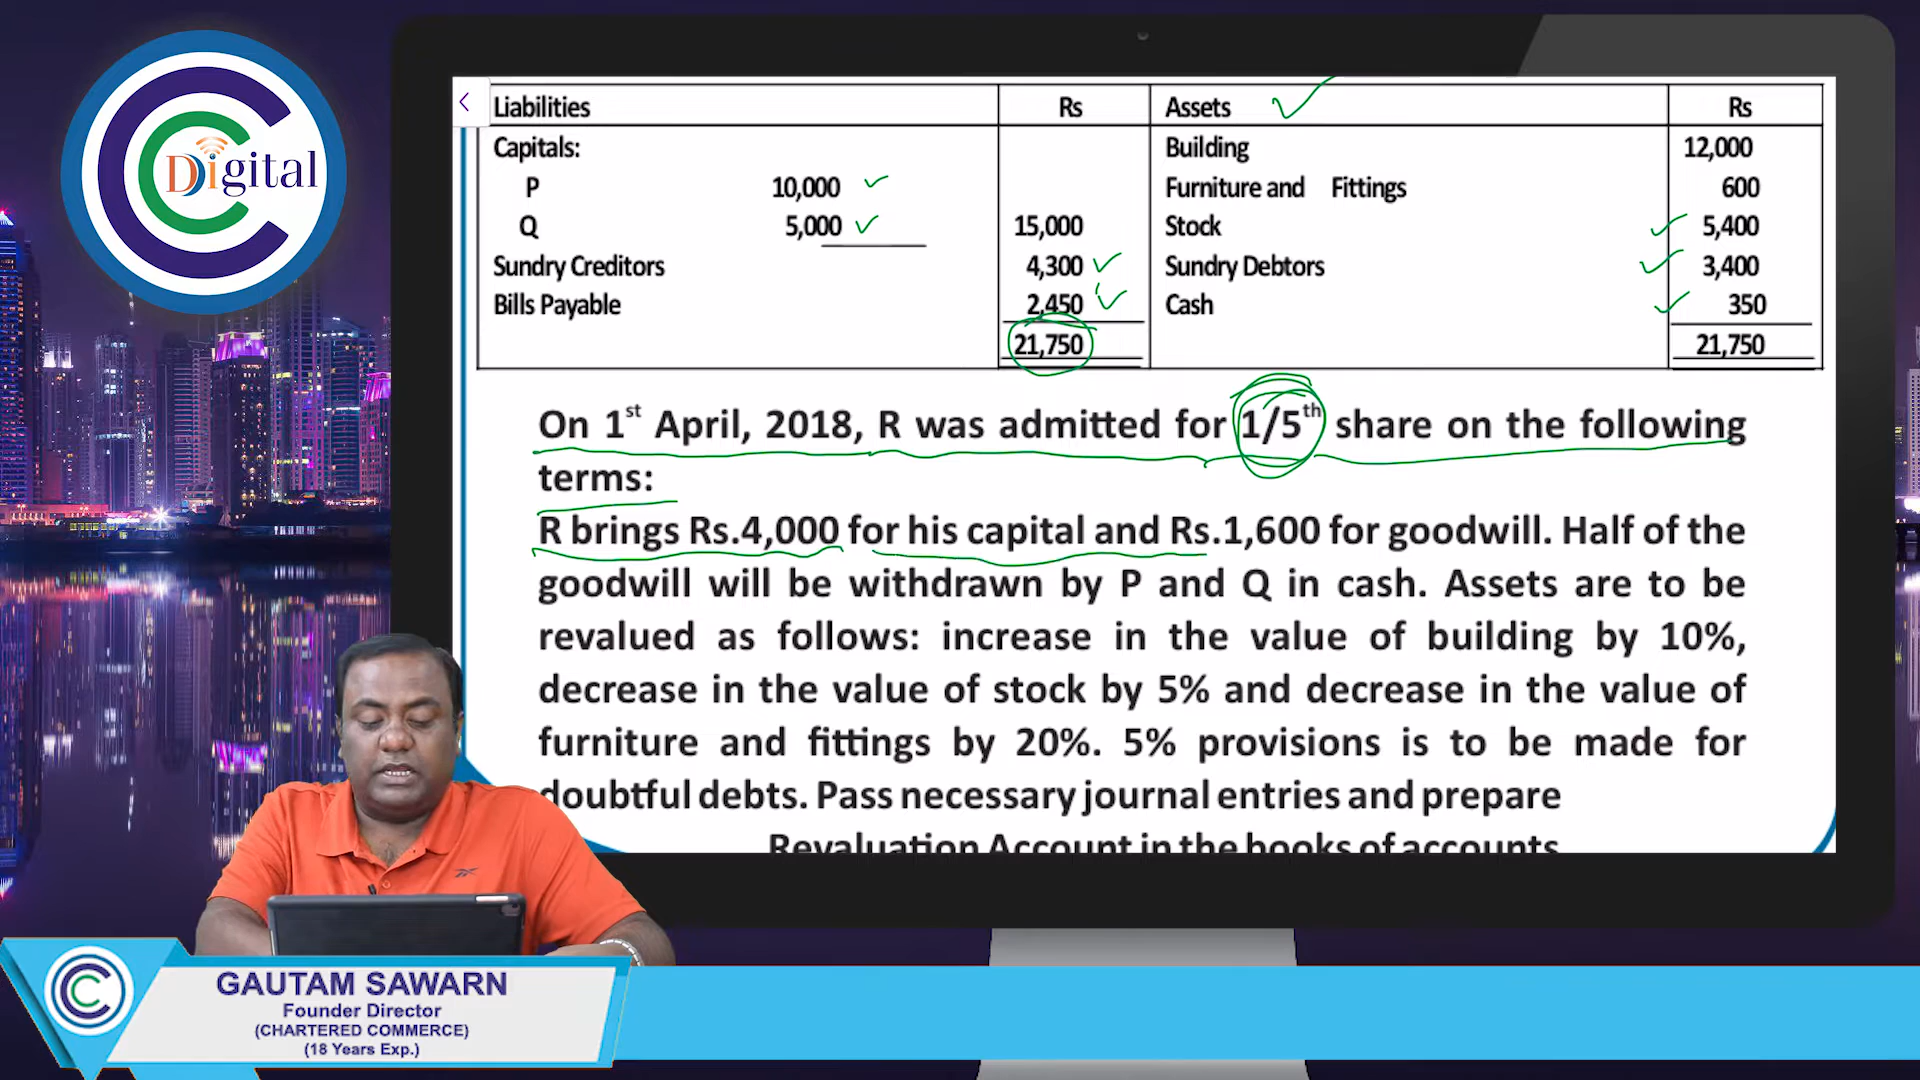 Digital
Liabilities Rs Assets Rs
Capitals: Building 12,000
P 10,000 Furniture and Fittings 600
Q 5,000 15,000 Stock 5,400
Sundry Creditors 4,300 Sundry Debtors 3,400
Bills Payable 2,450 Cash 350
21,750 21,750
On 1st April, 2018, R was admitted for 1/5th share on the following
terms:
R brings Rs.4,000 for his capital and Rs.1,600 for goodwill. Half of the
goodwill will be withdrawn by P and Q in cash. Assets are to be
revalued as follows: increase in the value of building by 10%,
decrease in the value of stock by 5% and decrease in the value of
furniture and fittings by 20%. 5% provisions is to be made for
doubtful debts. Pass necessary journal entries and prepare
Revaluation Account in the books of accounts
GAUTAM SAWARN
Founder Director
(CHARTERED COMMERCE)
(18 Years Exp.)